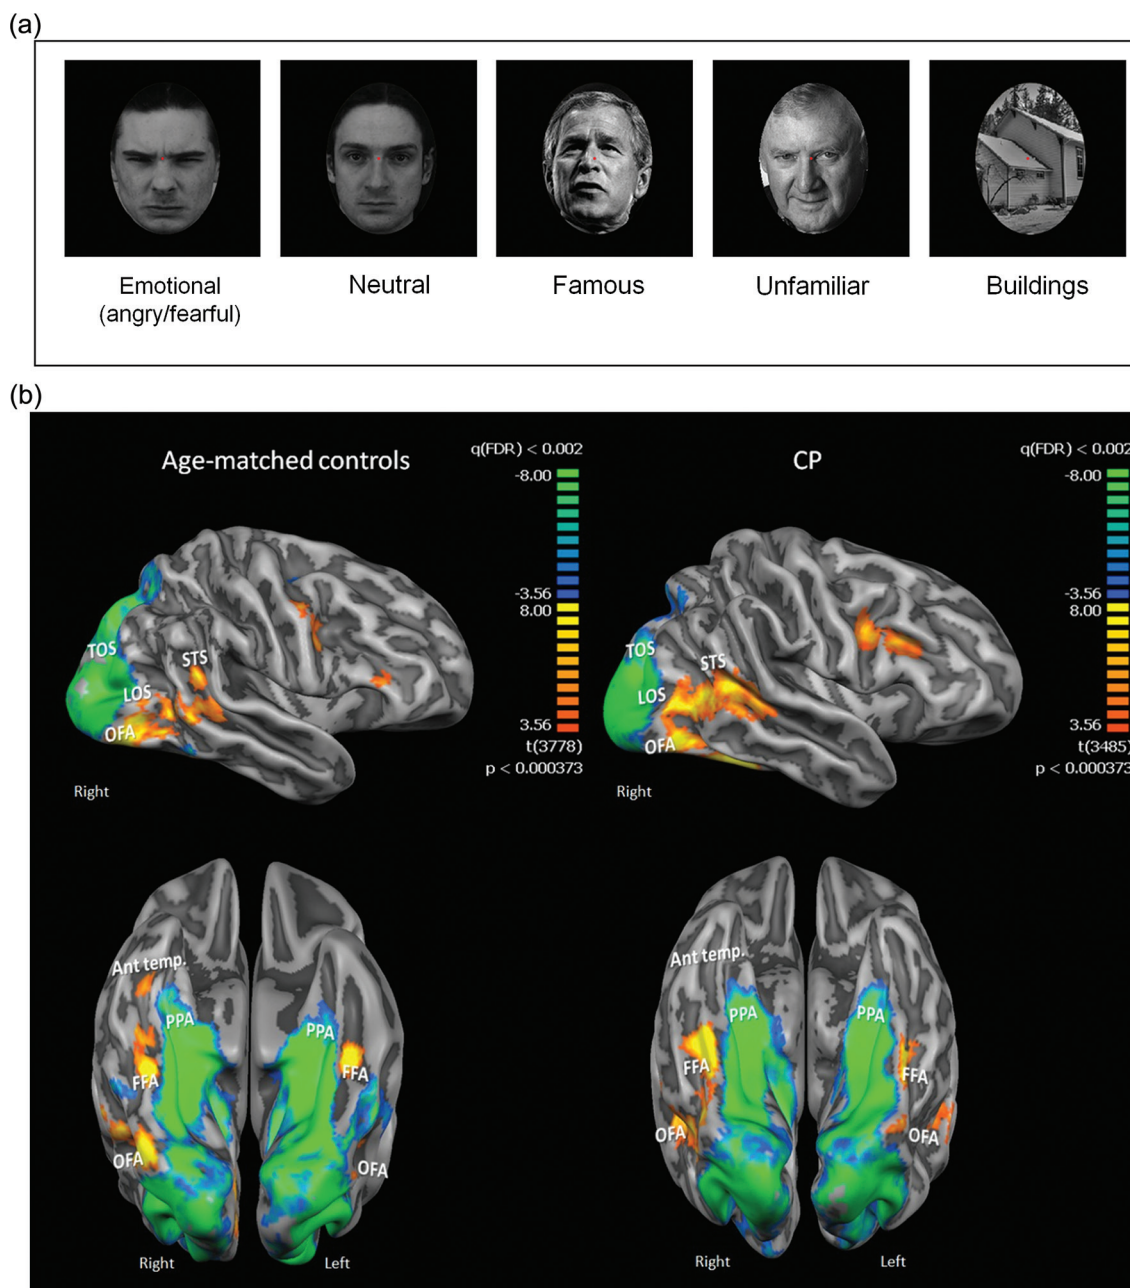 (a)
Emotional
(angry/fearful)
Neutral
Famous
Unfamiliar
Buildings
(b)
Age-matched controls
q(FDR) < 0.002
-8.00
-3.56
8.00
3.56
t(3778)
p < 0.000373
TOS
LOS
OFA
STS
Right
CP
q(FDR) < 0.002
-8.00
-3.56
8.00
3.56
t(3485)
p < 0.000373
TOS
LOS
OFA
STS
Right
Ant temp.
PPA
PPA
FFA
FFA
OFA
OFA
Right
Left
Ant temp.
PPA
PPA
FFA
FFA
OFA
OFA
Right
Left